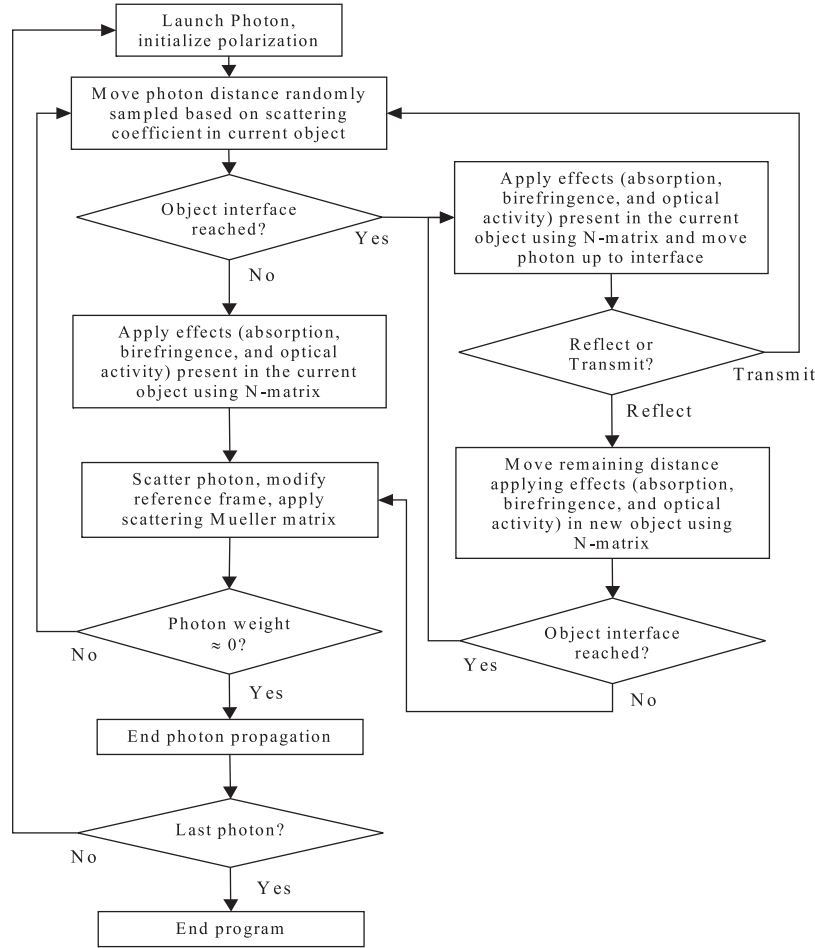 Launch Photon,
initialize polarization
Move photon distance randomly
sampled based on scattering
coefficient in current object
Object interface
reached?
Yes
No
Apply effects (absorption,
birefringence, and optical
activity) present in the current
object using N-matrix and move
photon up to interface
Apply effects (absorption,
birefringence, and optical
activity) present in the current
object using N-matrix
Reflect or
Transmit?
Transmit
Reflect
Scatter photon, modify
reference frame, apply
scattering Mueller matrix
Move remaining distance
applying effects (absorption,
birefringence, and optical
activity) in new object using
N-matrix
Photon weight
≈ 0?
No
Yes
Object interface
reached?
Yes
No
End photon propagation
Last photon?
No
Yes
End program